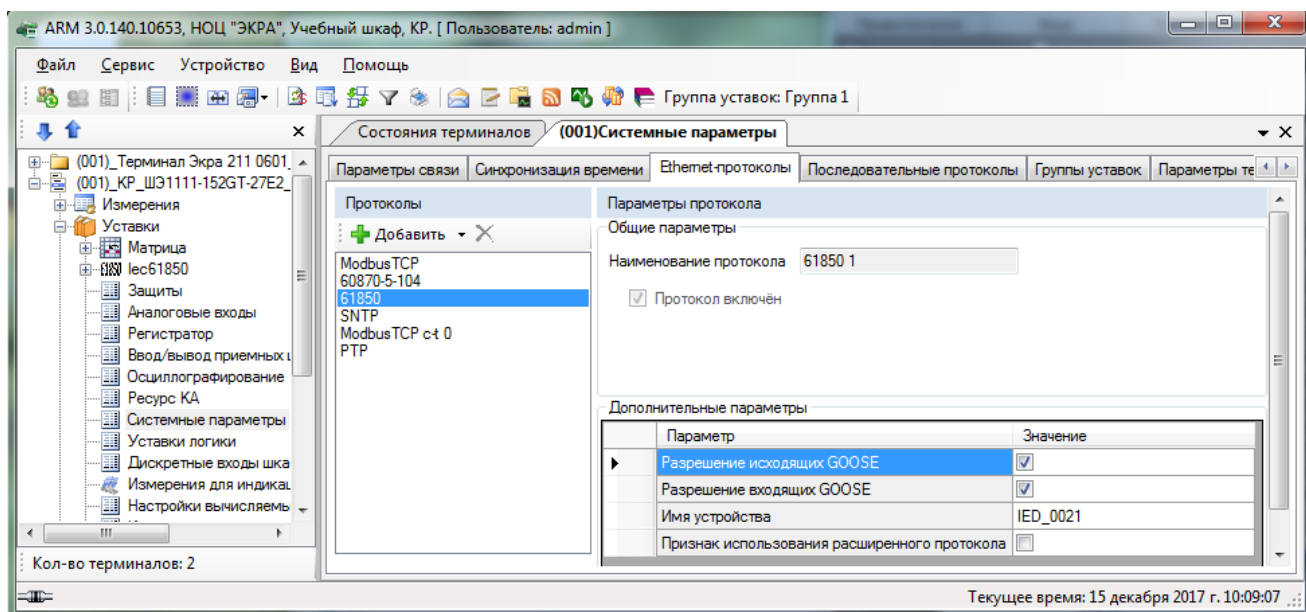 ARM 3.0.140.10653, НОЦ "ЭКРА", Учебный шкаф, КР. [ Пользователь: admin ]
Файл Сервис Устройство Вид Помощь
Группа уставок: Группа 1
Состояния терминалов (001)Системные параметры
(001)_Терминал Экра 211 0601_
(001)_КР_ШЭ1111-152GT-27E2_
Измерения
Уставки
Матрица
Iec61850
Защиты
Аналоговые входы
Регистратор
Ввод/вывод приемных ц
Осциллографирование
Ресурс КА
Системные параметры
Уставки логики
Дискретные входы шка
Измерения для индикац
Настройки вычисляемы
Кол-во терминалов: 2
Параметры связи Синхронизация времени Ethernet-протоколы Последовательные протоколы Группы уставок Параметры те
Протоколы
Добавить
ModbusTCP
60870-5-104
61850
SNTP
ModbusTCP c-t 0
PTP
Параметры протокола
Общие параметры
Наименование протокола 61850 1
Протокол включён
Дополнительные параметры
Параметр Значение
Разрешение исходящих GOOSE
Разрешение входящих GOOSE
Имя устройства IED_0021
Признак использования расширенного протокола
Текущее время: 15 декабря 2017 г. 10:09:07